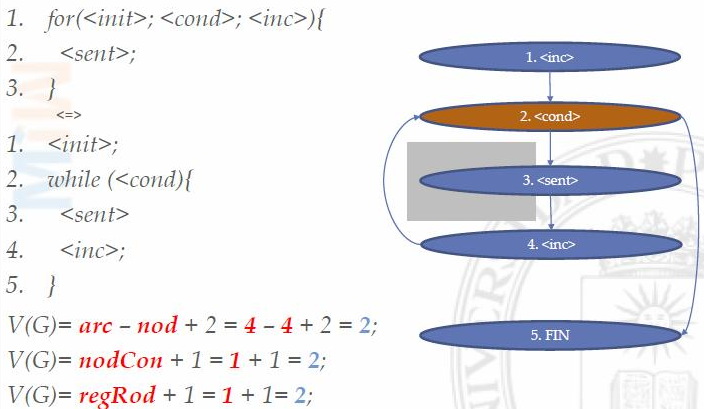 1. for(<init>; <cond>; <inc>){
2. <sent>;
3. }
<=>
1. <init>;
2. while (<cond){
3. <sent>
4. <inc>;
5. }
V(G)= arc – nod + 2 = 4 – 4 + 2 = 2;
V(G)= nodCon + 1 = 1 + 1 = 2;
V(G)= regRod + 1 = 1 + 1= 2;
1. <inc>
2. <cond>
3. <sent>
4. <inc>
5. FIN